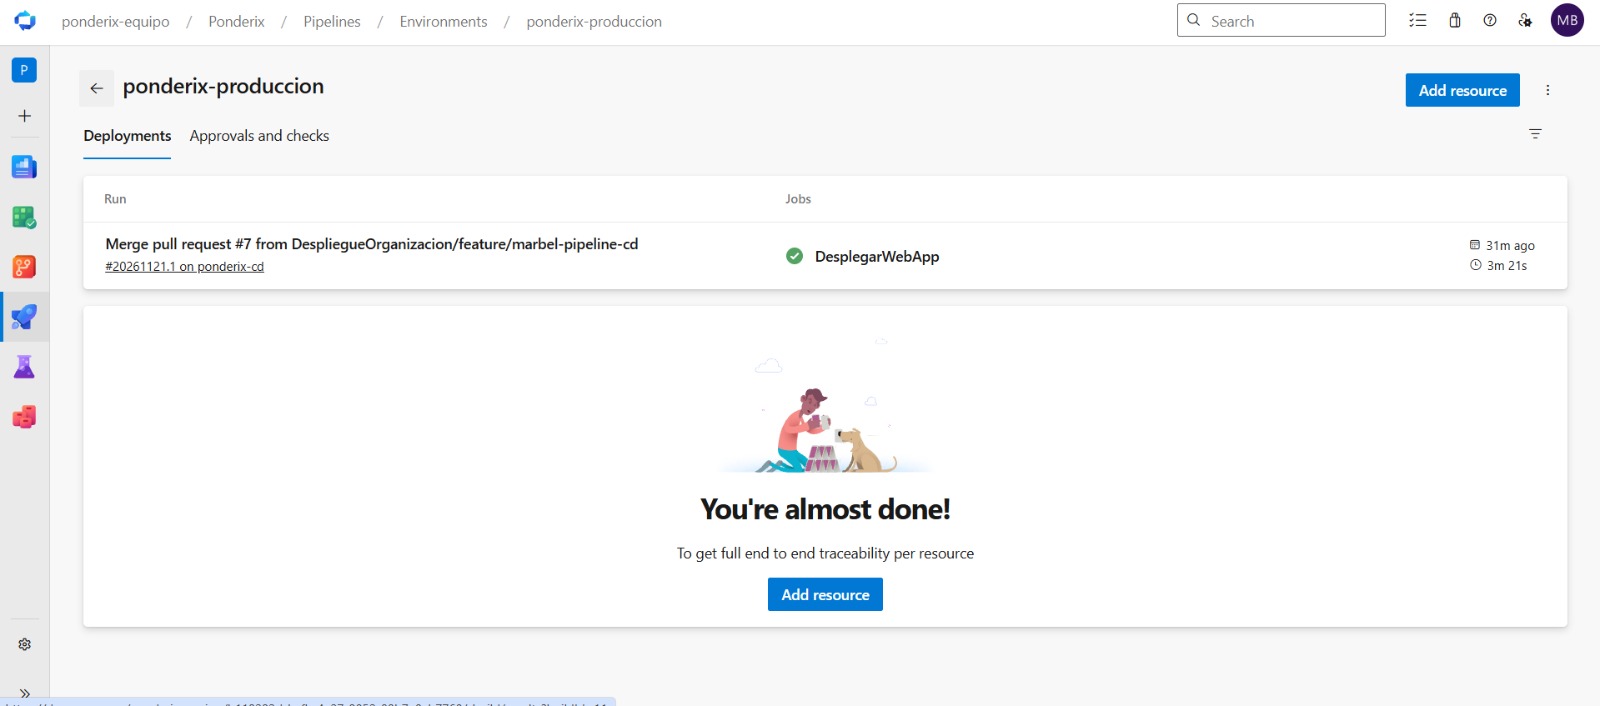 ponderix-equipo / Ponderix / Pipelines / Environments / ponderix-produccion
Search
MB
P
ponderix-produccion
Add resource
Deployments Approvals and checks
Run Jobs
Merge pull request #7 from DespliegueOrganizacion/feature/marbel-pipeline-cd
#20261121.1 on ponderix-cd
DesplegarWebApp
31m ago
3m 21s
You're almost done!
To get full end to end traceability per resource
Add resource